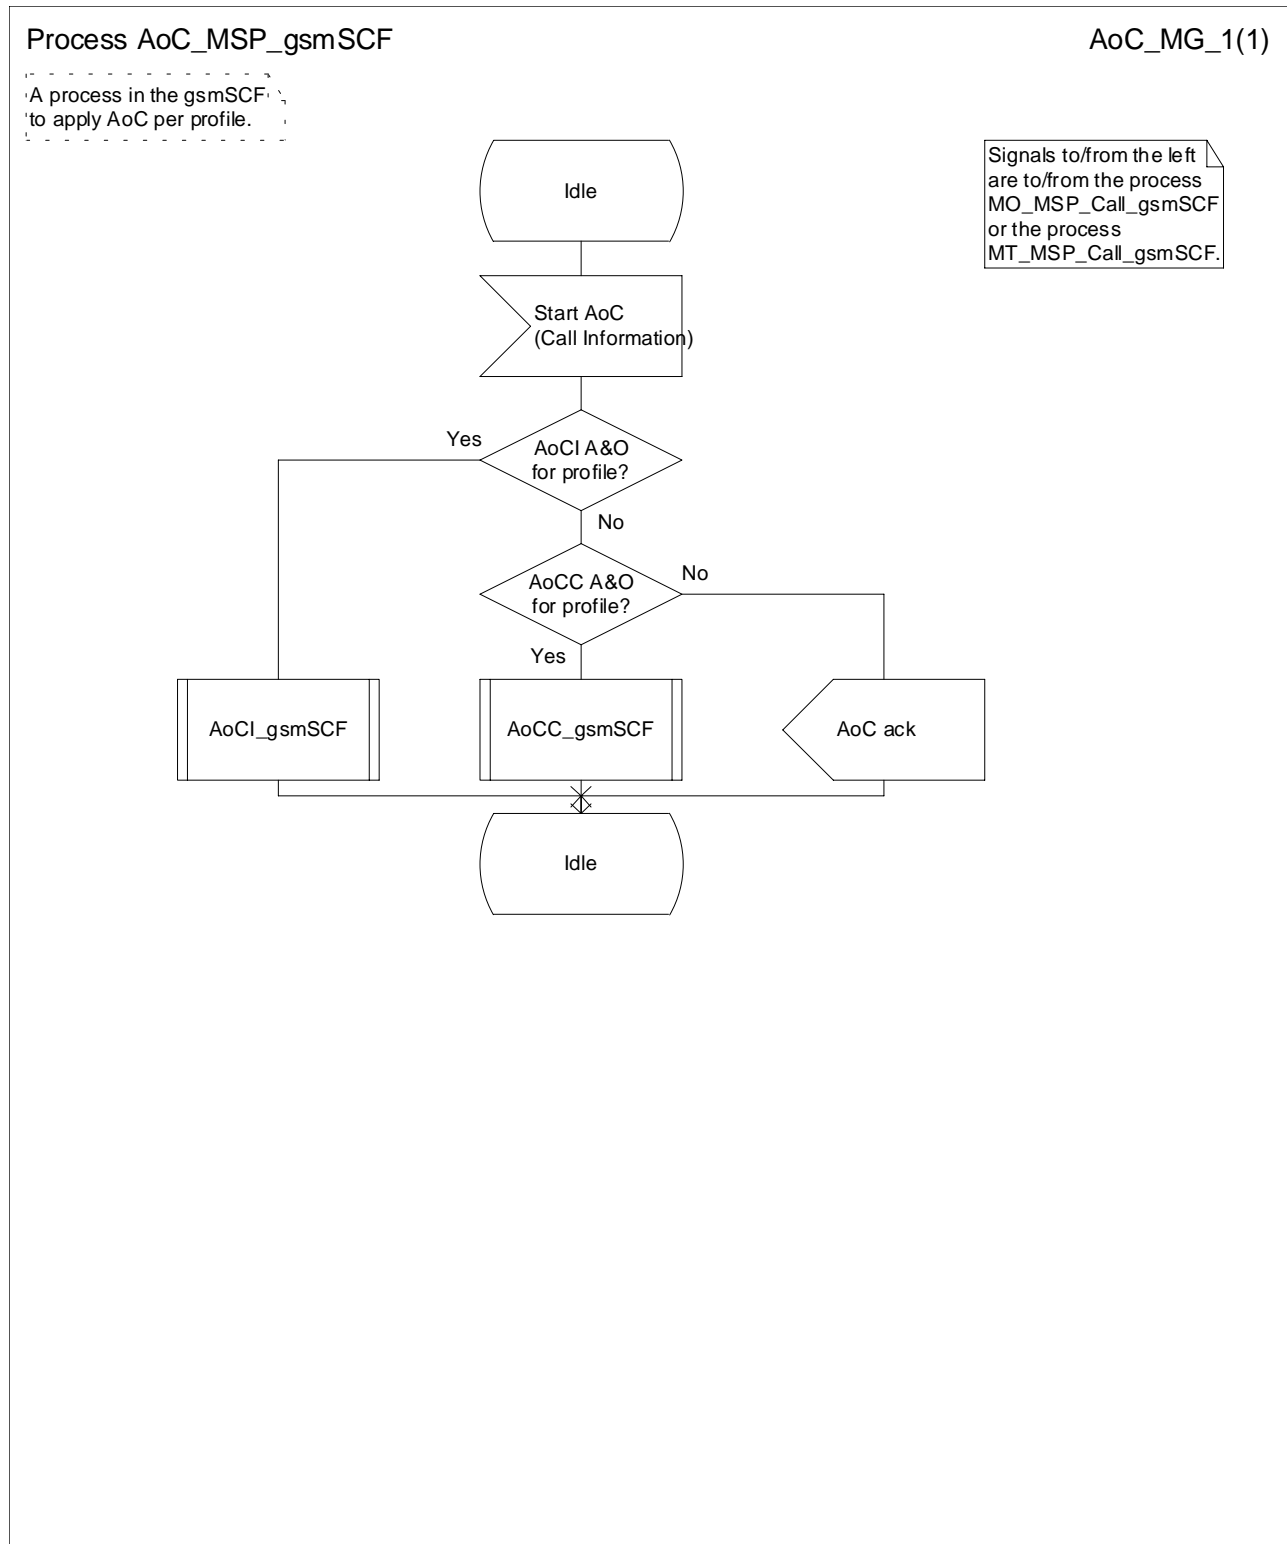 Process AoC_MSP_gsmSCF
AoC_MG_1(1)
A process in the gsmSCF
to apply AoC per profile.
Signals to/from the left
are to/from the process
MO_MSP_Call_gsmSCF
or the process
MT_MSP_Call_gsmSCF.
Idle
Start AoC
(Call Information)
Yes
AoCI A&O
for profile?
No
AoCC A&O
for profile?
No
Yes
AoCI_gsmSCF
AoCC_gsmSCF
AoC ack
Idle